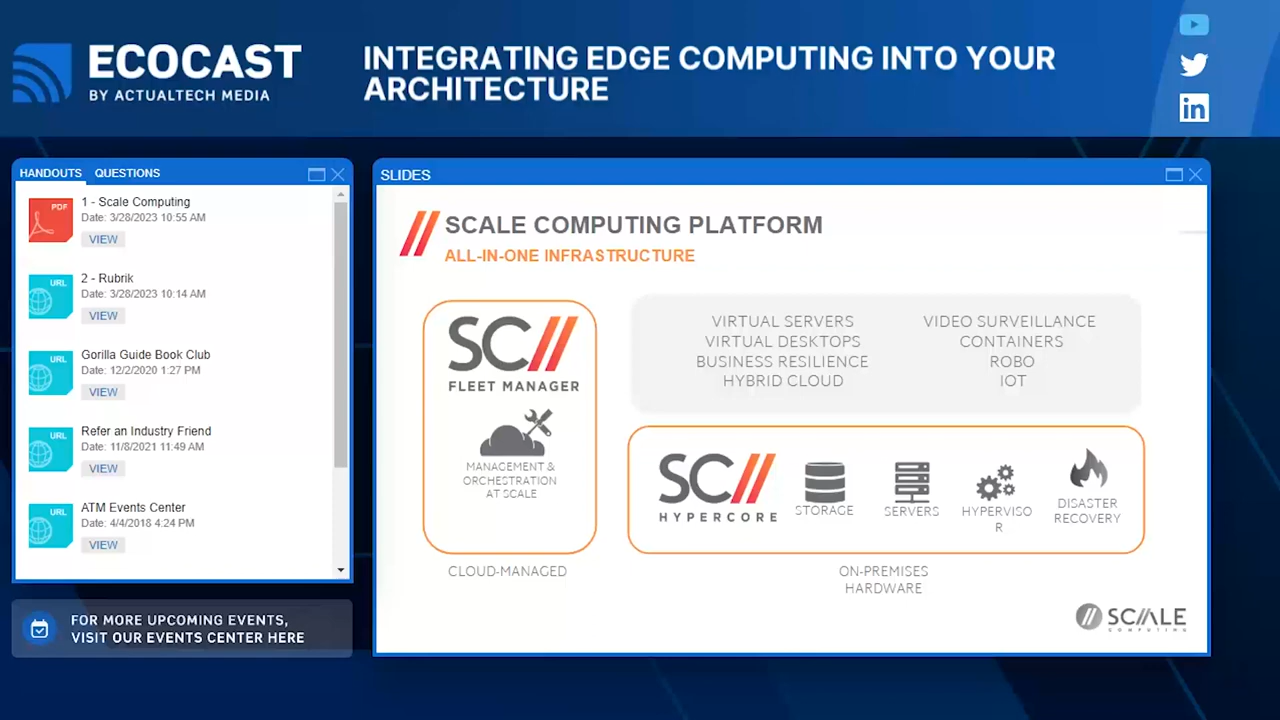 ECOCAST
BY ACTUALTECH MEDIA
INTEGRATING EDGE COMPUTING INTO YOUR
ARCHITECTURE
in
HANDOUTS QUESTIONS
PDF
1 - Scale Computing
Date: 3/28/2023 10:55 AM
VIEW
URL
2 - Rubrik
Date: 3/28/2023 10:14 AM
VIEW
URL
Gorilla Guide Book Club
Date: 12/2/2020 1:27 PM
VIEW
URL
Refer an Industry Friend
Date: 11/8/2021 11:49 AM
VIEW
URL
ATM Events Center
Date: 4/4/2018 4:24 PM
VIEW
FOR MORE UPCOMING EVENTS,
VISIT OUR EVENTS CENTER HERE
SLIDES
SCALE COMPUTING PLATFORM
ALL-IN-ONE INFRASTRUCTURE
SC//
FLEET MANAGER
MANAGEMENT &
ORCHESTRATION
AT SCALE
CLOUD-MANAGED
VIRTUAL SERVERS
VIRTUAL DESKTOPS
BUSINESS RESILIENCE
HYBRID CLOUD
VIDEO SURVEILLANCE
CONTAINERS
ROBO
IOT
SC//
HYPERCORE
STORAGE
SERVERS
HYPERVISO
R
DISASTER
RECOVERY
ON-PREMISES
HARDWARE
SCALE
COMPUTING